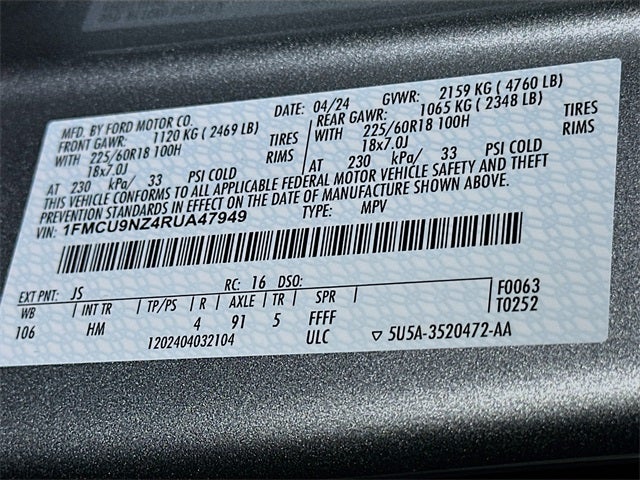 MFD. BY FORD MOTOR CO.
DATE: 04/24 GVWR: 2159 KG ( 4760 LB)
FRONT GAWR: 1120 KG ( 2469 LB) REAR GAWR: 1065 KG ( 2348 LB)
WITH 225/60R18 100H TIRES WITH 225/60R18 100H TIRES
18x7.0J RIMS 18x7.0J RIMS
AT 230 kPa/ 33 PSI COLD AT 230 kPa/ 33 PSI COLD
THIS VEHICLE CONFORMS TO ALL APPLICABLE FEDERAL MOTOR VEHICLE SAFETY AND THEFT
PREVENTION STANDARDS IN EFFECT ON THE DATE OF MANUFACTURE SHOWN ABOVE.
VIN: 1FMCU9NZ4RUA47949 TYPE: MPV
EXT PNT: JS RC: 16 DSO: F0063
WB INT TR TP/PS R AXLE TR SPR T0252
106 HM 4 91 5 FFFF
1202404032104 ULC ▽ 5U5A-3520472-AA